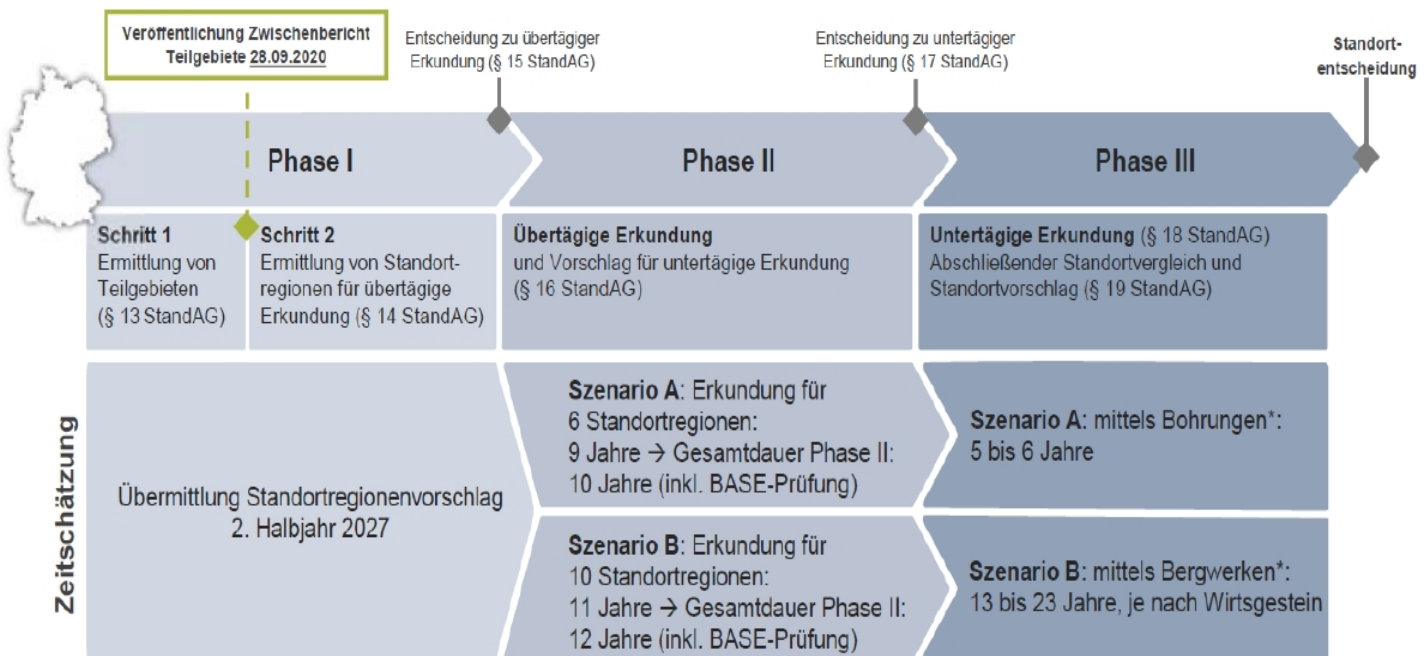 Veröffentlichung Zwischenbericht
Teilgebiete 28.09.2020
Entscheidung zu übertägiger
Erkundung (§ 15 StandAG)
Entscheidung zu untertägiger
Erkundung (§ 17 StandAG)
Standort-
entscheidung
Phase I
Phase II
Phase III
Schritt 1
Ermittlung von
Teilgebieten
(§ 13 StandAG)
Schritt 2
Ermittlung von Standort-
regionen für übertägige
Erkundung (§ 14 StandAG)
Übertägige Erkundung
und Vorschlag für untertägige Erkundung
(§ 16 StandAG)
Untertägige Erkundung (§ 18 StandAG)
Abschließender Standortvergleich und
Standortvorschlag (§ 19 StandAG)
Zeitschätzung
Übermittlung Standortregionenvorschlag
2. Halbjahr 2027
Szenario A: Erkundung für
6 Standortregionen:
9 Jahre → Gesamtdauer Phase II:
10 Jahre (inkl. BASE-Prüfung)
Szenario A: mittels Bohrungen*:
5 bis 6 Jahre
Szenario B: Erkundung für
10 Standortregionen:
11 Jahre → Gesamtdauer Phase II:
12 Jahre (inkl. BASE-Prüfung)
Szenario B: mittels Bergwerken*:
13 bis 23 Jahre, je nach Wirtsgestein